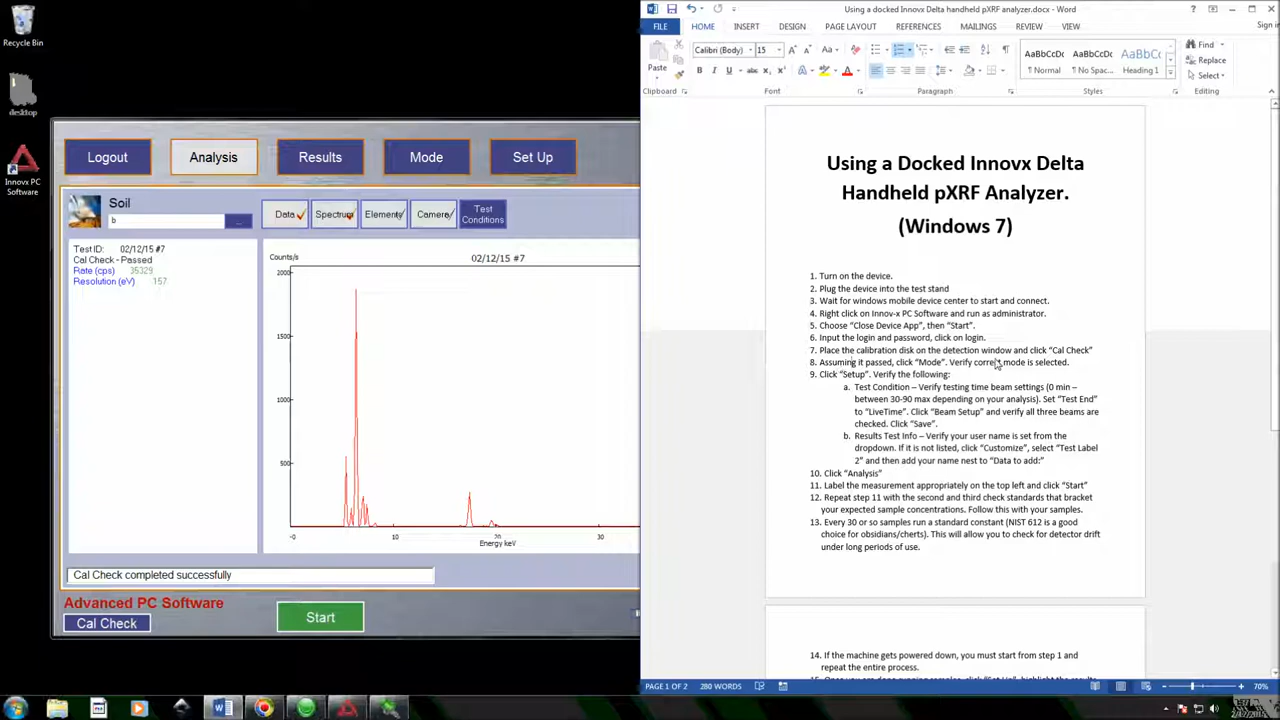 Recycle Bin
desktop
Innovx PC
Software
Logout
Analysis
Results
Mode
Set Up
Soil
b
...
Data
Spectrum
Element
Camera
Test
Conditions
Test ID: 02/12/15 #7
Cal Check - Passed
Rate (cps) 35329
Resolution (eV) 157
Counts/s
02/12/15 #7
2000
1500
1000
500
-0
10
20
30
Energy keV
Cal Check completed successfully
Advanced PC Software
Cal Check
Start
Using a docked Innovx Delta handheld pXRF analyzer.docx - Word
FILE
HOME
INSERT
DESIGN
PAGE LAYOUT
REFERENCES
MAILINGS
REVIEW
VIEW
Sign
Paste
Calibri (Body)
15
AaBbCcDc
AaBbCcDc
AaBbC
¶ Normal
¶ No Spac...
Heading 1
Find
Replace
Select
Clipboard
Font
Paragraph
Styles
Editing
Using a Docked Innovx Delta
Handheld pXRF Analyzer.
(Windows 7)
1. Turn on the device.
2. Plug the device into the test stand
3. Wait for windows mobile device center to start and connect.
4. Right click on Innov-x PC Software and run as administrator.
5. Choose “Close Device App”, then “Start”.
6. Input the login and password, click on login.
7. Place the calibration disk on the detection window and click “Cal Check”
8. Assuming it passed, click “Mode”. Verify correct mode is selected.
9. Click “Setup”. Verify the following:
a. Test Condition – Verify testing time beam settings (0 min –
between 30-90 max depending on your analysis). Set “Test End”
to “LiveTime”. Click “Beam Setup” and verify all three beams are
checked. Click “Save”.
b. Results Test Info – Verify your user name is set from the
dropdown. If it is not listed, click “Customize”, select “Test Label
2” and then add your name nest to “Data to add:”
10. Click “Analysis”
11. Label the measurement appropriately on the top left and click “Start”
12. Repeat step 11 with the second and third check standards that bracket
your expected sample concentrations. Follow this with your samples.
13. Every 30 or so samples run a standard constant (NIST 612 is a good
choice for obsidians/cherts). This will allow you to check for detector drift
under long periods of use.
14. If the machine gets powered down, you must start from step 1 and
repeat the entire process.
PAGE 1 OF 2
280 WORDS
70%